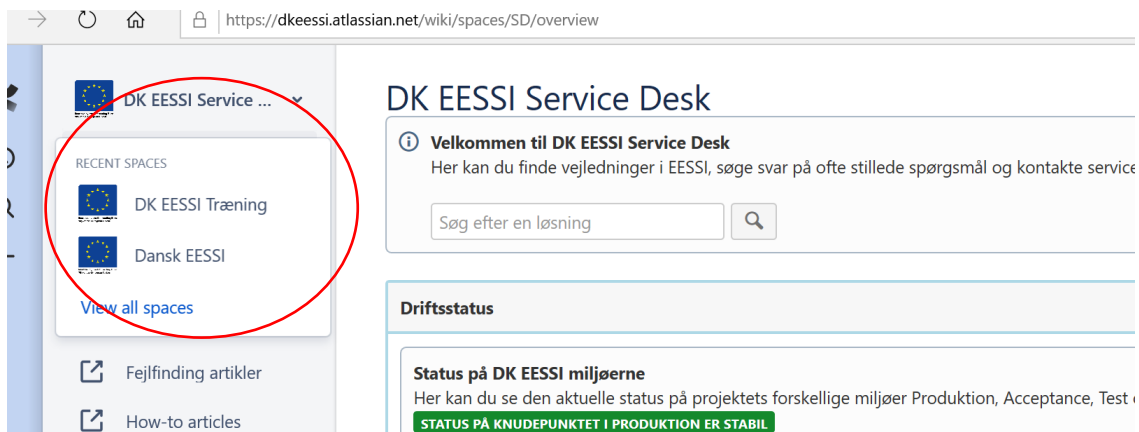 https://dkeessi.atlassian.net/wiki/spaces/SD/overview
DK EESSI Service ...
RECENT SPACES
DK EESSI Træning
Dansk EESSI
View all spaces
Fejlfinding artikler
How-to articles
DK EESSI Service Desk
Velkommen til DK EESSI Service Desk
Her kan du finde vejledninger i EESSI, søge svar på ofte stillede spørgsmål og kontakte service
Søg efter en løsning
Driftsstatus
Status på DK EESSI miljøerne
Her kan du se den aktuelle status på projektets forskellige miljøer Produktion, Acceptance, Test
STATUS PÅ KNUDEPUNKTET I PRODUKTION ER STABIL